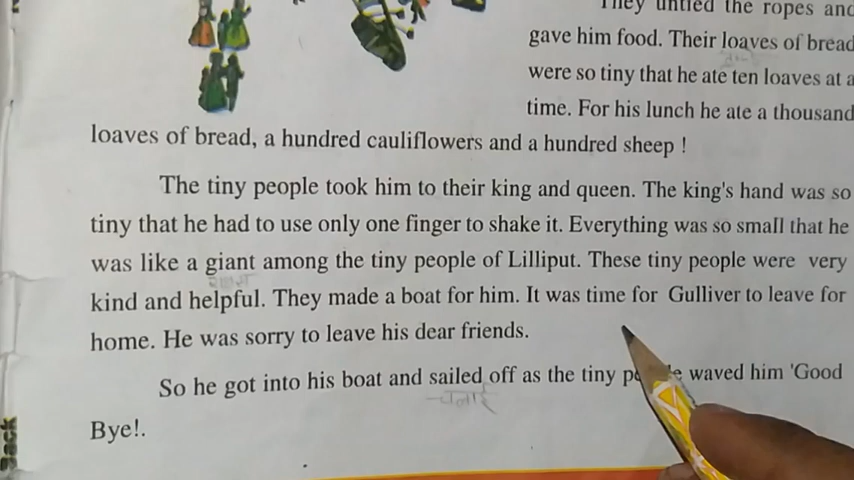 They untied the ropes and
gave him food. Their loaves of bread
were so tiny that he ate ten loaves at a
time. For his lunch he ate a thousand
loaves of bread, a hundred cauliflowers and a hundred sheep !
The tiny people took him to their king and queen. The king's hand was so
tiny that he had to use only one finger to shake it. Everything was so small that he
was like a giant among the tiny people of Lilliput. These tiny people were very
kind and helpful. They made a boat for him. It was time for Gulliver to leave for
home. He was sorry to leave his dear friends.
So he got into his boat and sailed off as the tiny waved him 'Good
Bye!.
Back